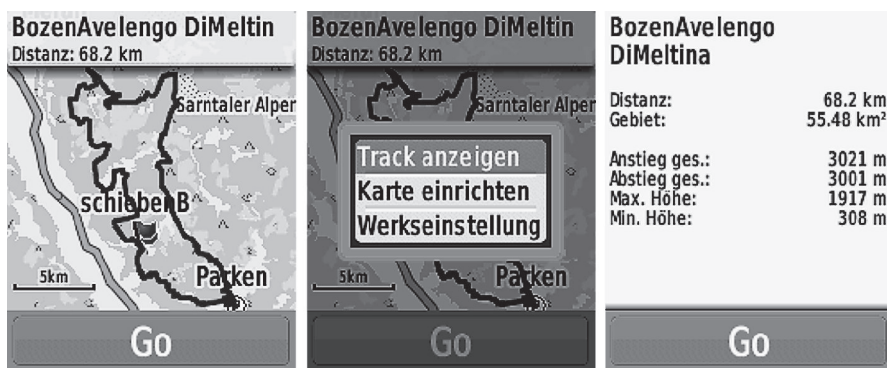 BozenAvelengo DiMeltin
Distanz: 68.2 km
Sarntaler Alper
schiebenB
5km
Parken
Go
BozenAvelengo DiMeltin
Distanz: 68.2 km
Sarntaler Alper
Track anzeigen
Karte einrichten
Werkseinstellung
5km
Parken
Go
BozenAvelengo
DiMeltina
Distanz: 68.2 km
Gebiet: 55.48 km²
Anstieg ges.: 3021 m
Abstieg ges.: 3001 m
Max. Höhe: 1917 m
Min. Höhe: 308 m
Go